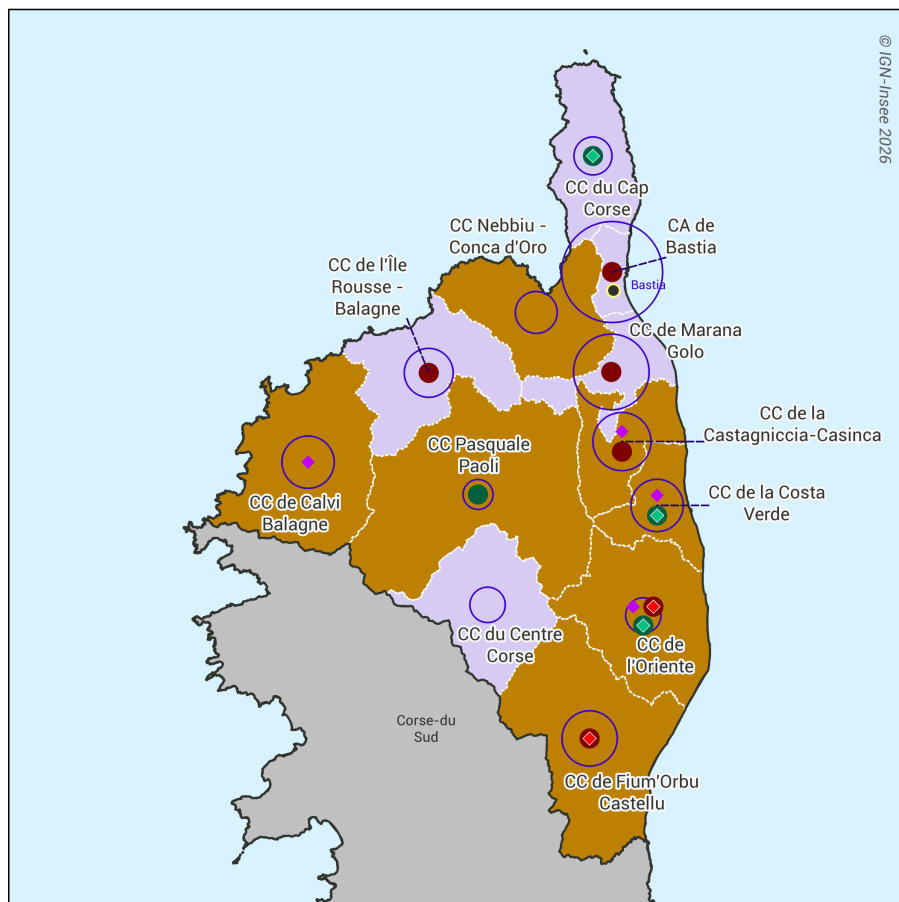 © IGN-Insee 2026
CC du Cap
Corse
CA de
Bastia
CC Nebbiu -
Conca d'Oro
CC de l'Île
Rousse -
Balagne
Bastia
CC de Marana
Golo
CC de la
Castagniccia-Casinca
CC Pasquale
Paoli
CC de Calvi
Balagne
CC de la Costa
Verde
CC du Centre
Corse
CC de
l'Oriente
Corse-du
Sud
CC de Fium'Orbu
Castellu